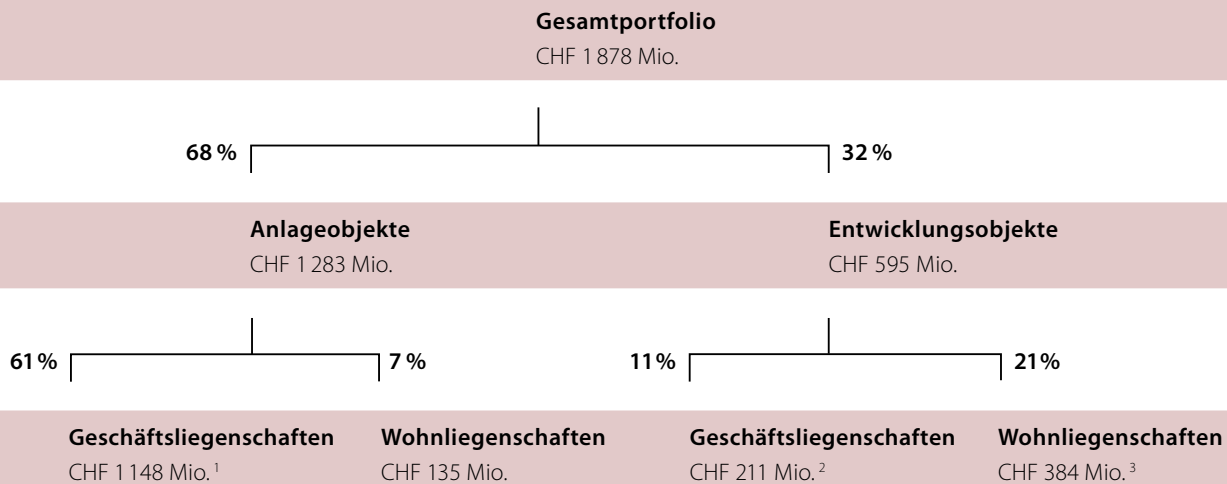 Gesamtportfolio
CHF 1 878 Mio.
68 %
32 %
Anlageobjekte
CHF 1 283 Mio.
Entwicklungsobjekte
CHF 595 Mio.
61 %
7 %
11 %
21 %
Geschäftsliegenschaften
CHF 1 148 Mio. ¹
Wohnliegenschaften
CHF 135 Mio.
Geschäftsliegenschaften
CHF 211 Mio. ²
Wohnliegenschaften
CHF 384 Mio. ³